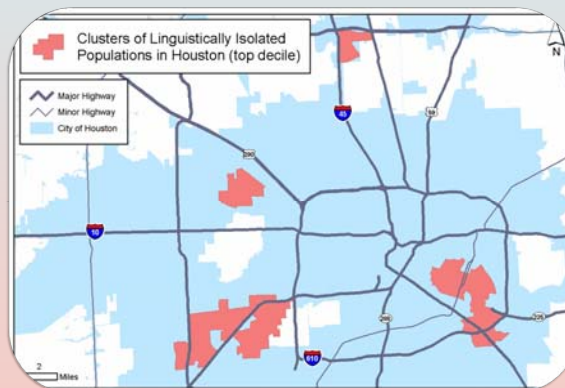 Clusters of Linguistically Isolated
Populations in Houston (top decile)
N
Major Highway
Minor Highway
City of Houston
45
59
290
10
288
225
610
2
Miles